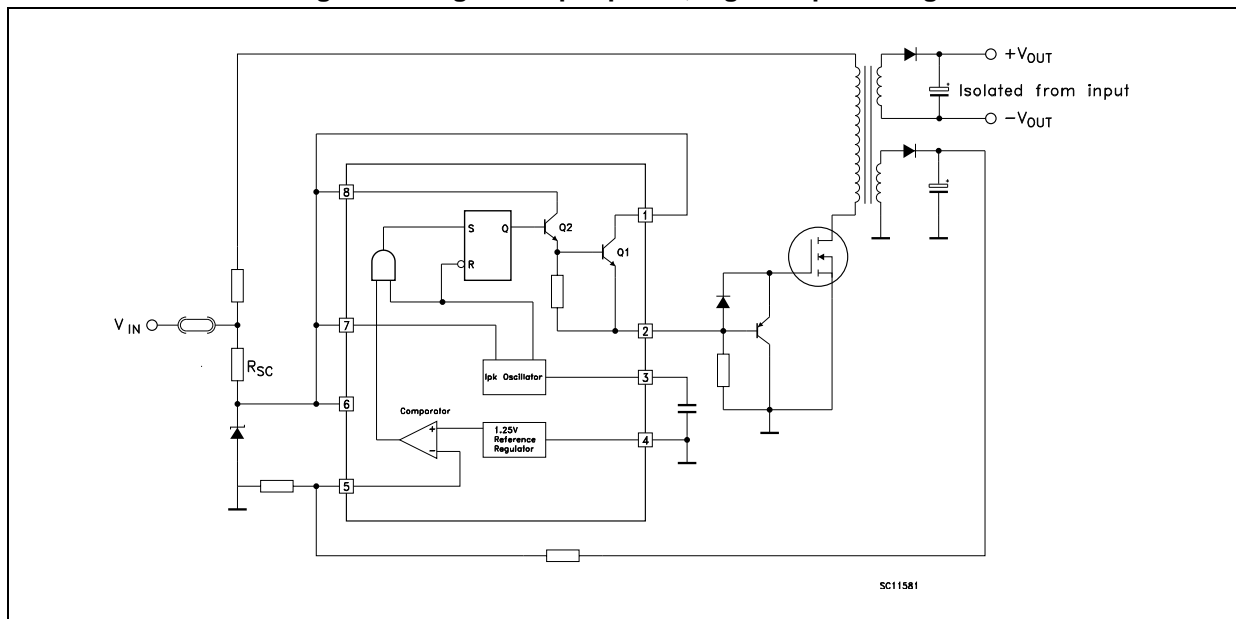 +VOUT
Isolated from input
-VOUT
8
1
S
Q
Q2
Q1
R
VIN
7
2
RSC
Ipk Oscillator
3
6
Comparator
+
-
1.25V
Reference
Regulator
4
5
SC11581